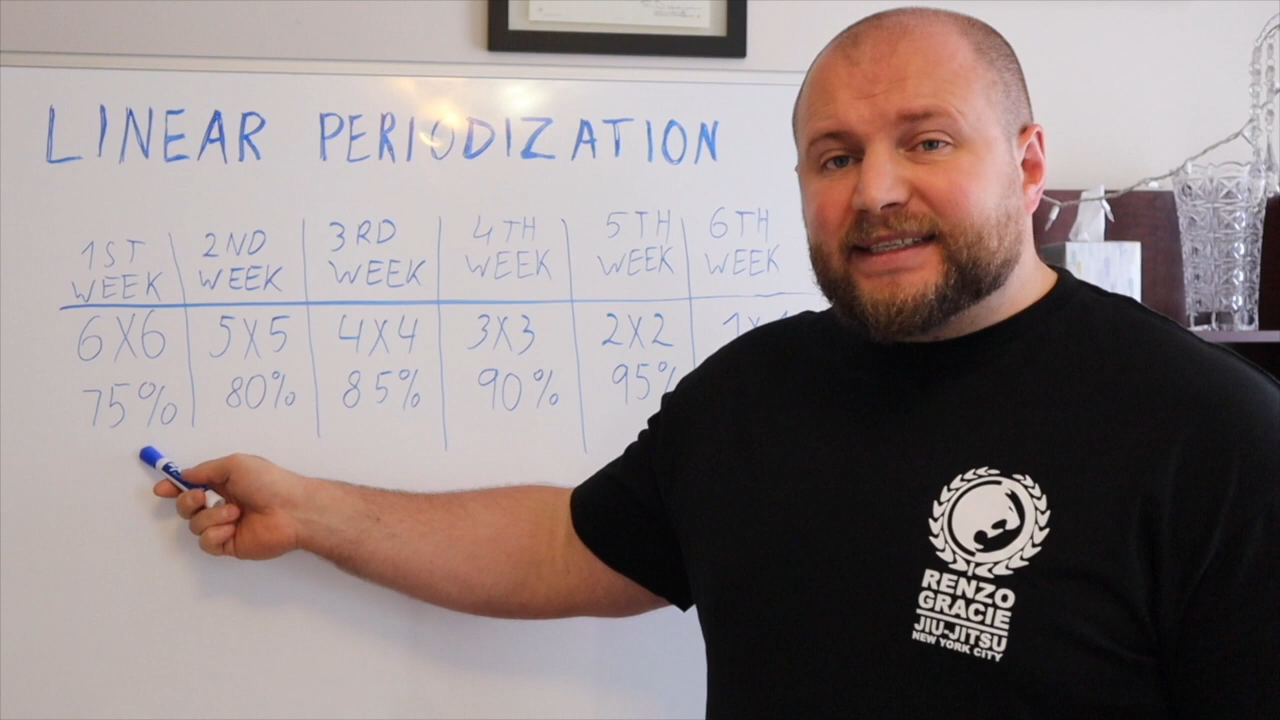 LINEAR PERIODIZATION
1ST WEEK 2ND WEEK 3RD WEEK 4TH WEEK 5TH WEEK 6TH WEEK
6X6 5X5 4X4 3X3 2X2
75% 80% 85% 90% 95%
RENZO
GRACIE
JIU-JITSU
NEW YORK CITY